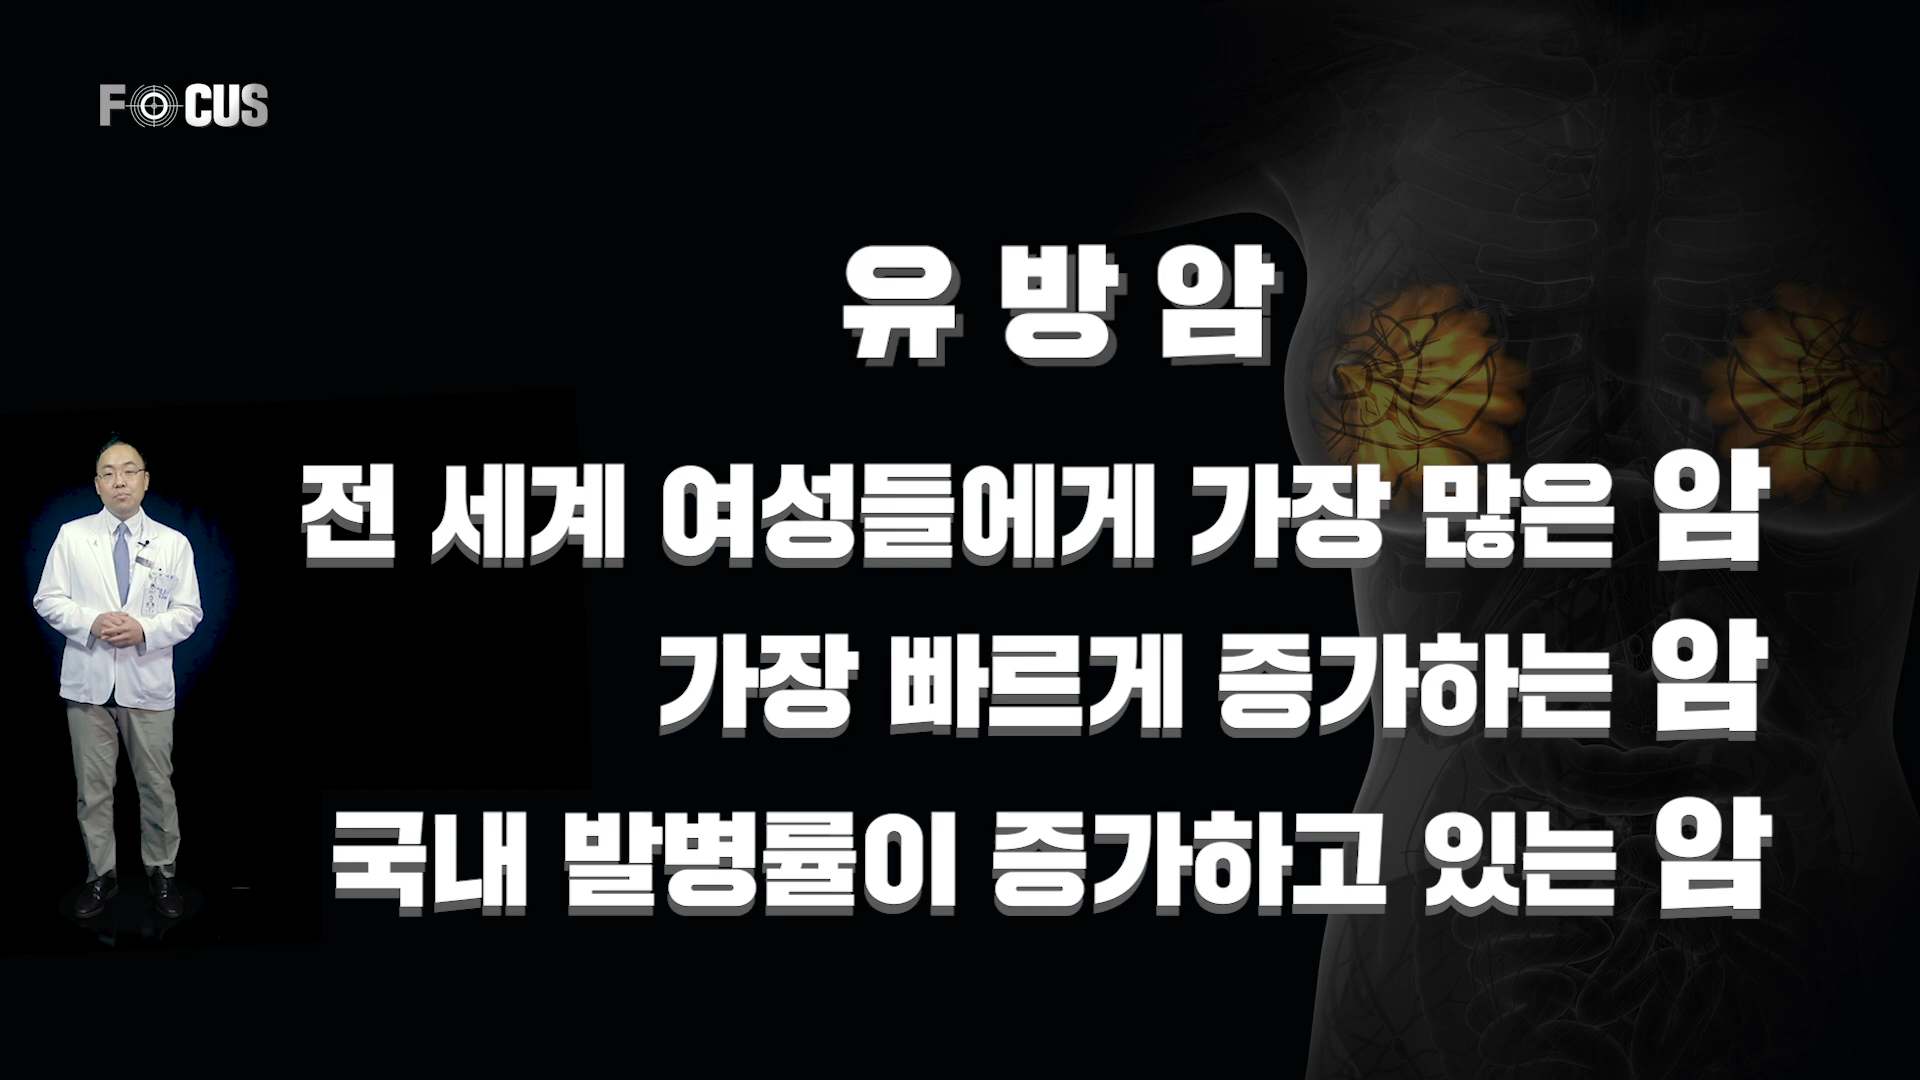 FOCUS
유방암
전 세계 여성들에게 가장 많은 암
가장 빠르게 증가하는 암
국내 발병률이 증가하고 있는 암